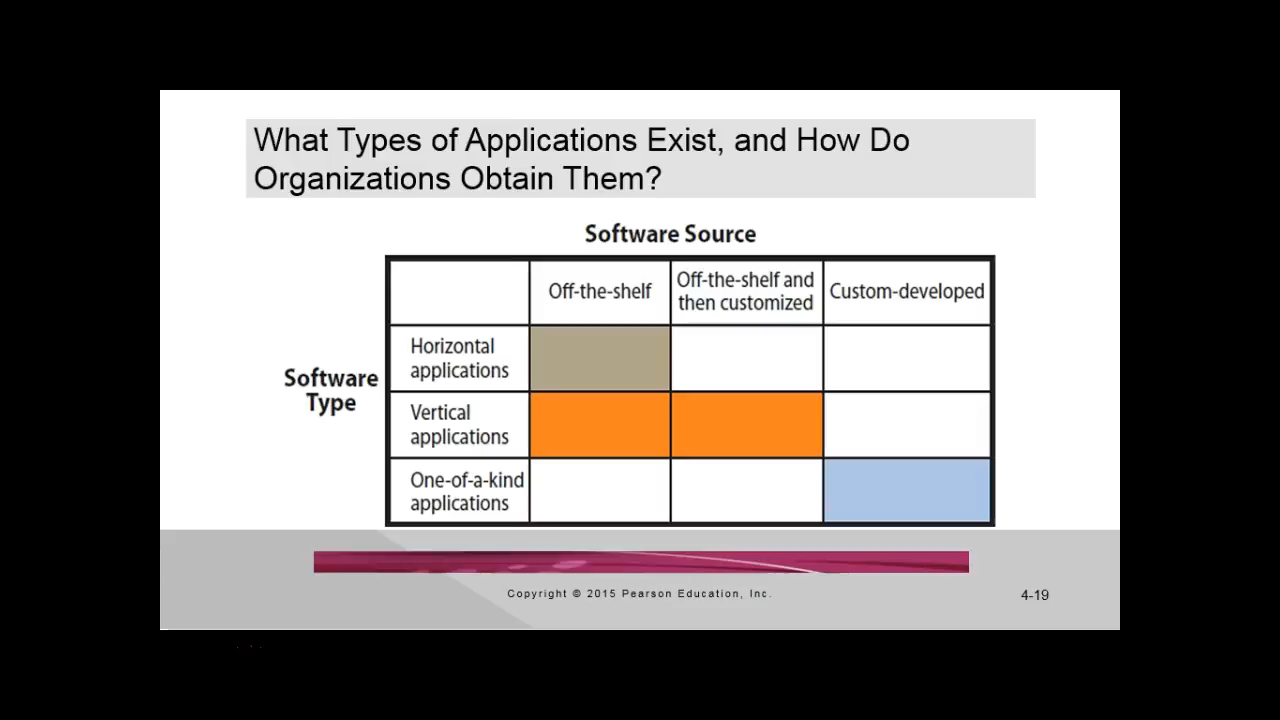 What Types of Applications Exist, and How Do
Organizations Obtain Them?
Software Source
Off-the-shelf
Off-the-shelf and
then customized
Custom-developed
Software
Type
Horizontal
applications
Vertical
applications
One-of-a-kind
applications
Copyright © 2015 Pearson Education, Inc.
4-19